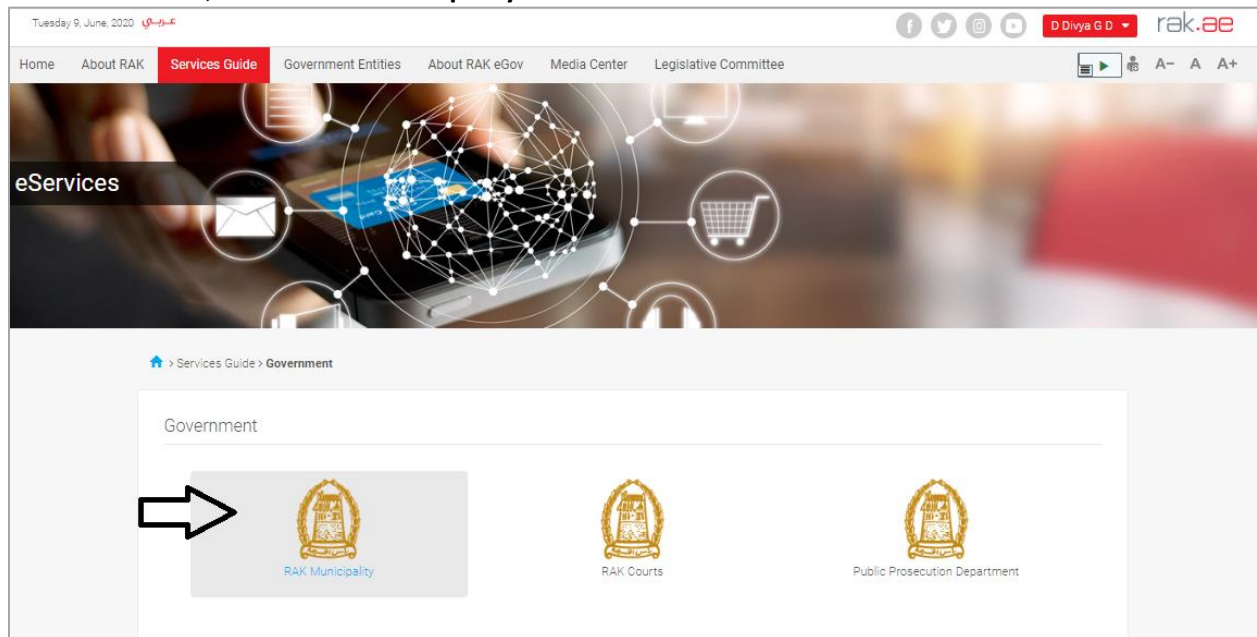 Tuesday 9, June, 2020 عربي
D Divya G D
rak.ae
Home About RAK Services Guide Government Entities About RAK eGov Media Center Legislative Committee
A- A A+
eServices
> Services Guide > Government
Government
RAK Municipality RAK Courts Public Prosecution Department